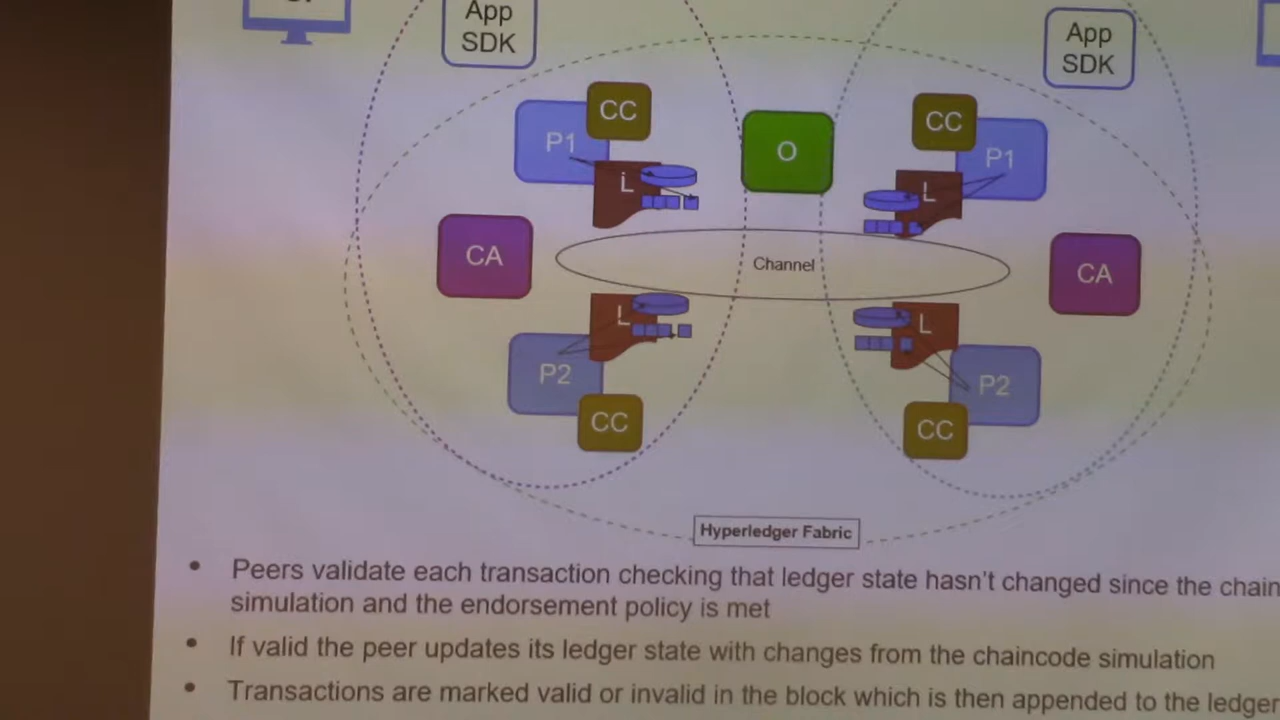 App
SDK
App
SDK
CC
P1
L
O
CC
P1
L
CA
Channel
CA
L
P2
CC
L
P2
CC
Hyperledger Fabric
• Peers validate each transaction checking that ledger state hasn't changed since the chain
simulation and the endorsement policy is met
• If valid the peer updates its ledger state with changes from the chaincode simulation
• Transactions are marked valid or invalid in the block which is then appended to the ledger